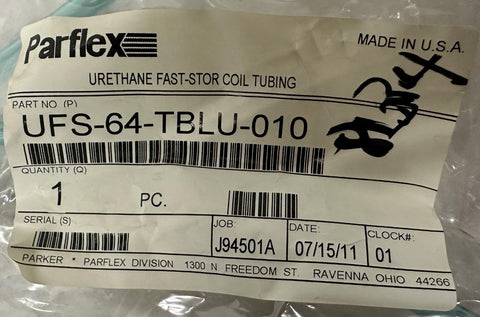 Parflex
MADE IN U.S.A.
URETHANE FAST-STOR COIL TUBING
PART NO. (P)
UFS-64-TBLU-010
QUANTITY (Q)
1 PC.
SERIAL (S)
JOB: J94501A
DATE: 07/15/11
CLOCK#: 01
PARKER * PARFLEX DIVISION 1300 N FREEDOM ST. RAVENNA OHIO 44266